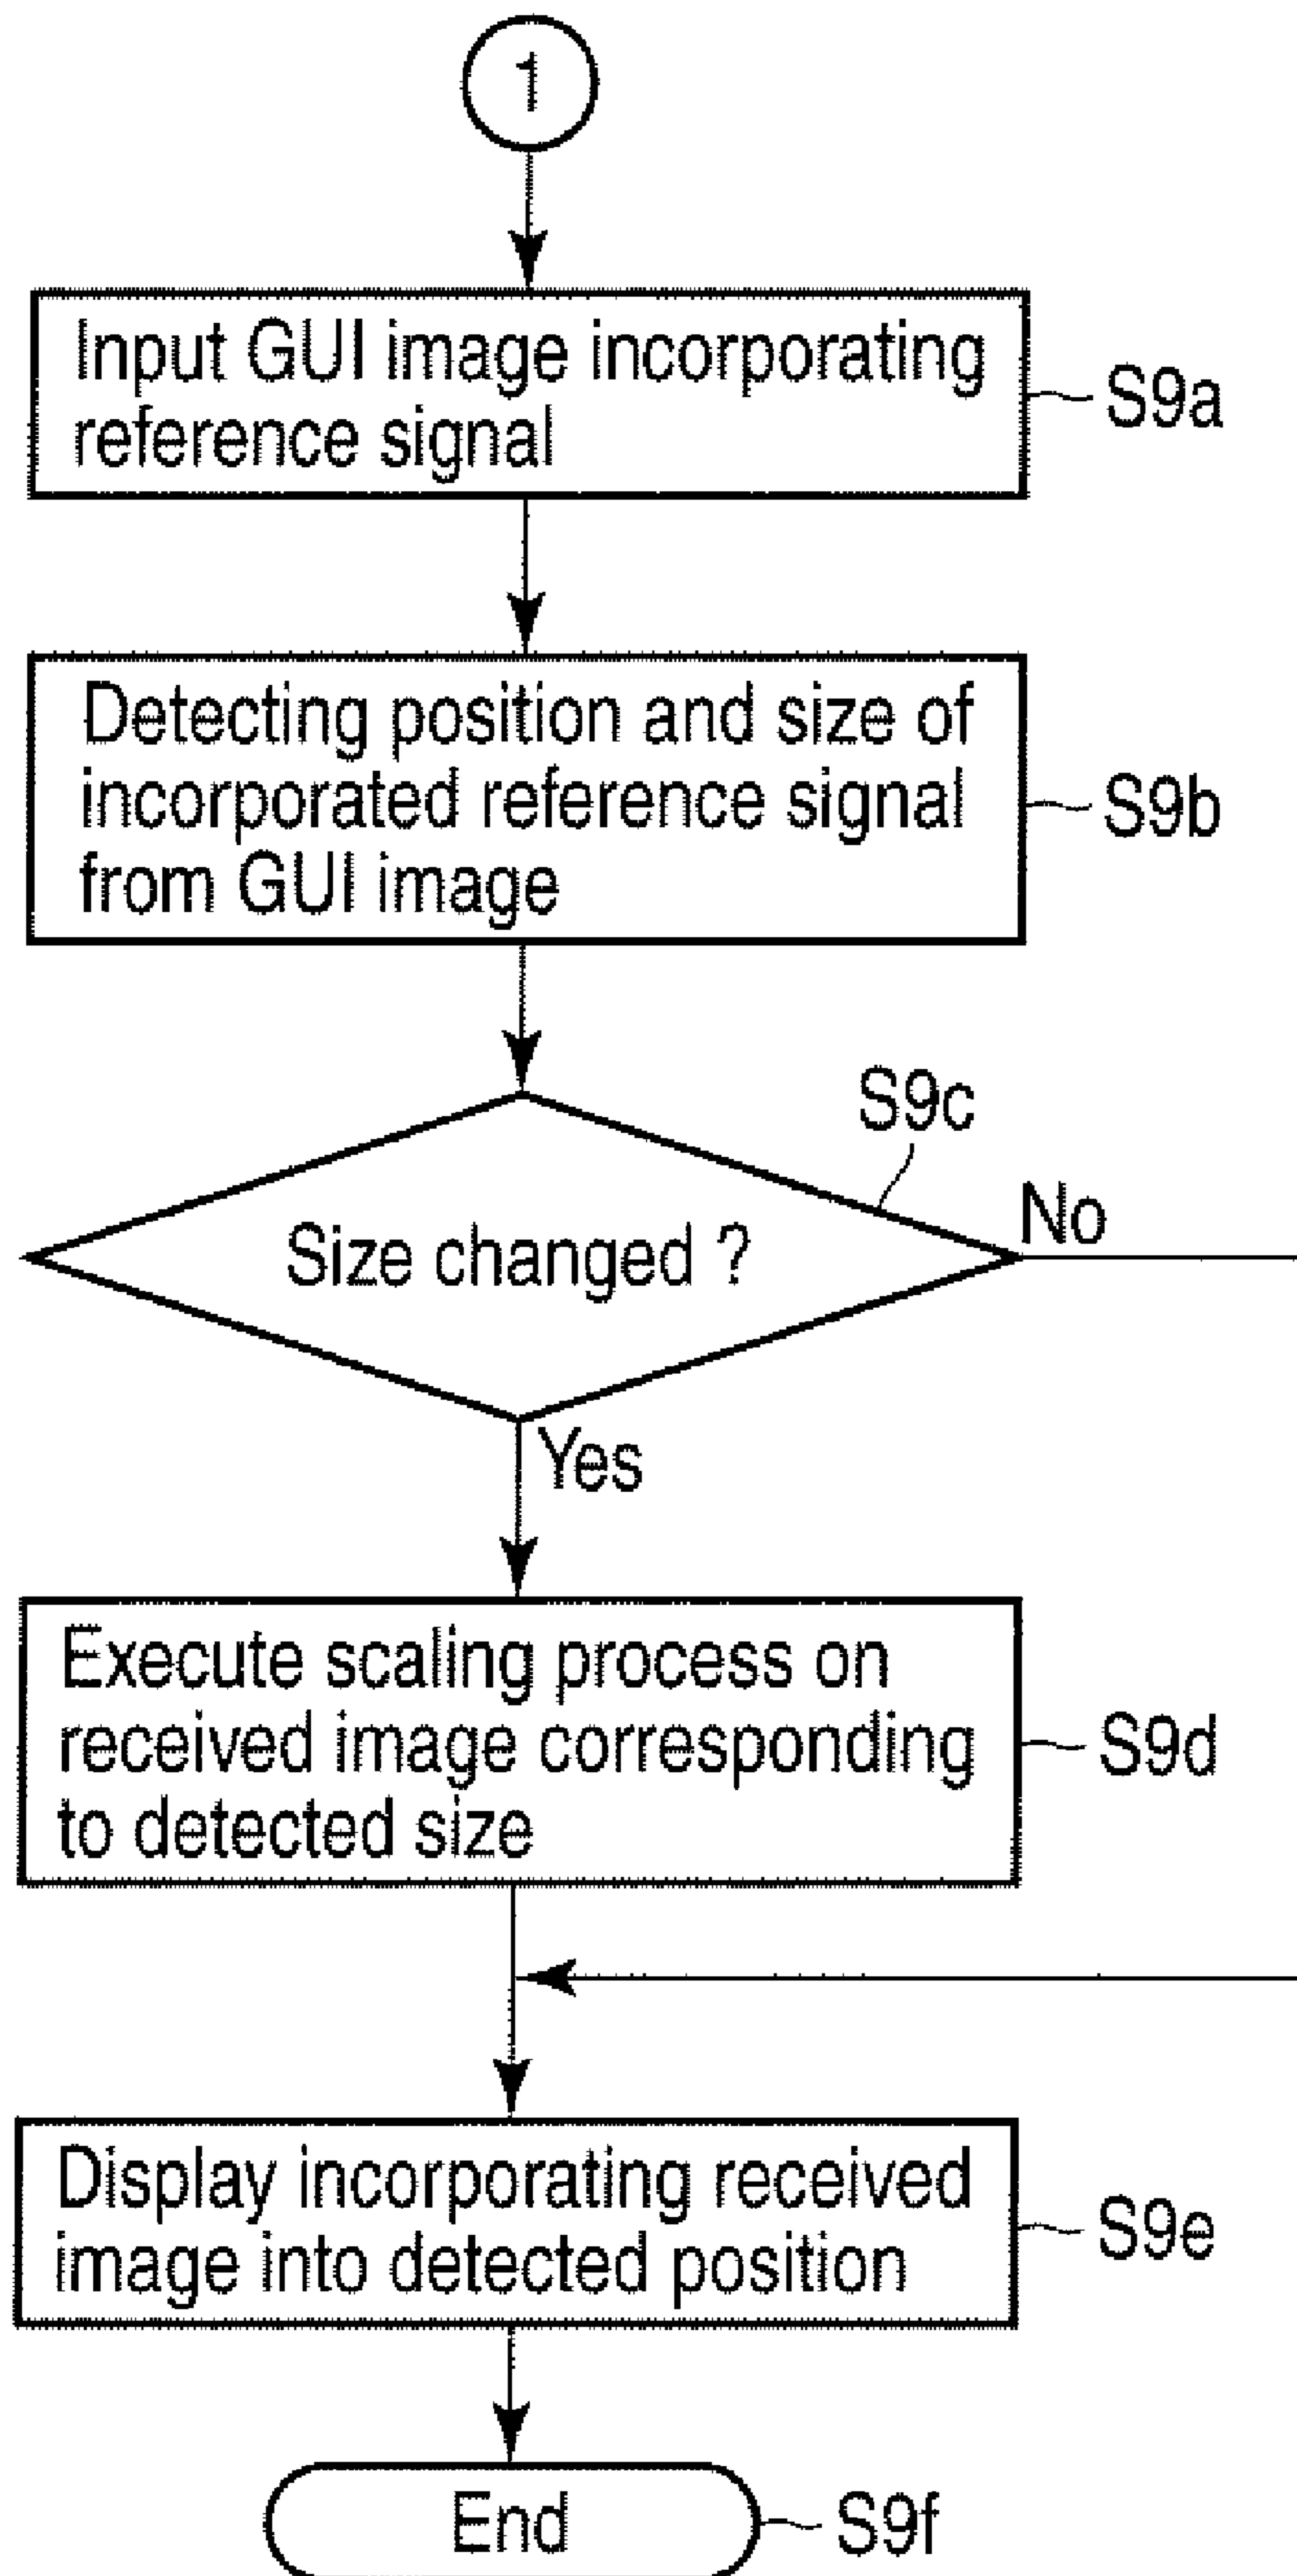 1
Input GUI image incorporating
reference signal
S9a
Detecting position and size of
incorporated reference signal
from GUI image
S9b
S9c
Size changed ?
No
Yes
Execute scaling process on
received image corresponding
to detected size
S9d
Display incorporating received
image into detected position
S9e
End
S9f